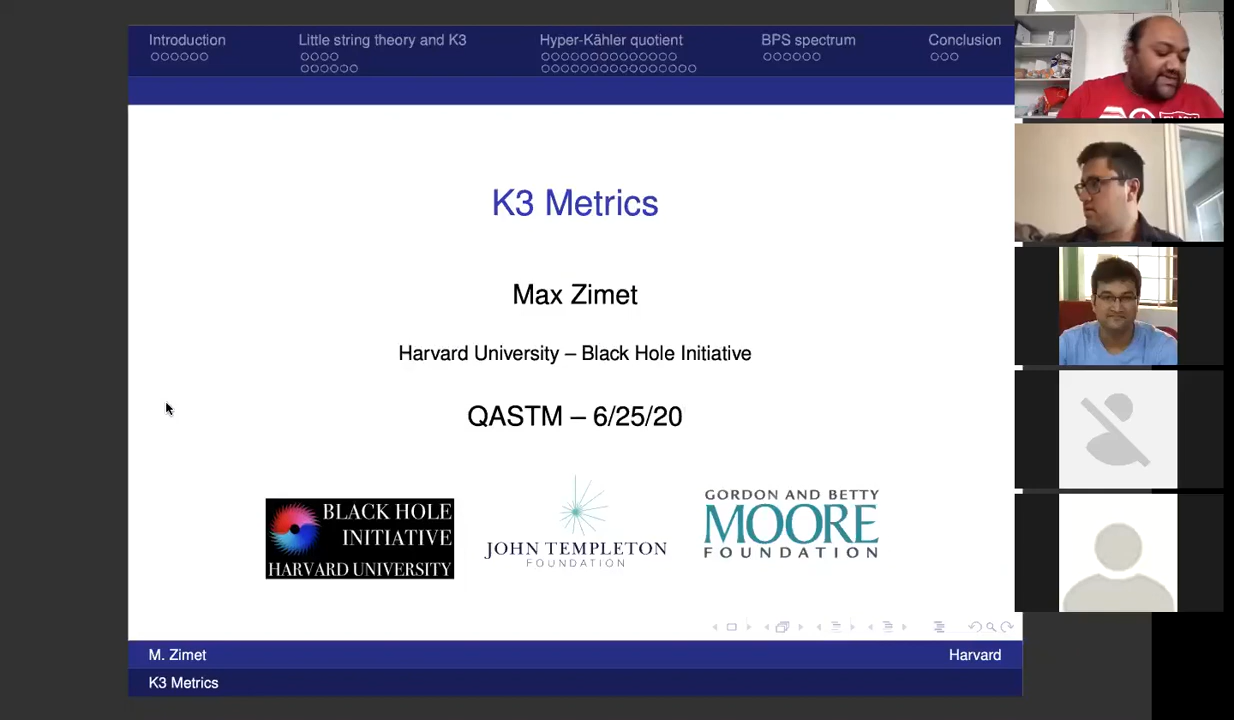 Introduction
Little string theory and K3
Hyper-Kähler quotient
BPS spectrum
Conclusion
K3 Metrics
Max Zimet
Harvard University – Black Hole Initiative
QASTM – 6/25/20
BLACK HOLE
INITIATIVE
HARVARD UNIVERSITY
JOHN TEMPLETON
FOUNDATION
GORDON AND BETTY
MOORE
FOUNDATION
M. Zimet
Harvard
K3 Metrics